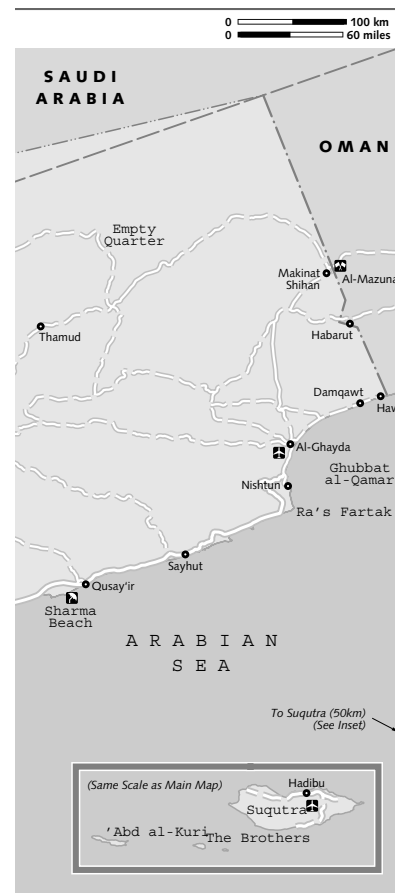 0 100 km
0 60 miles
SAUDI
ARABIA
OMAN
Empty
Quarter
Makinat
Shihan
Al-Mazuna
Thamud
Habarut
Damqawt
Haw
Al-Ghayda
Ghubbat
al-Qamar
Nishtun
Ra's Fartak
Sayhut
Qusay'ir
Sharma
Beach
ARABIAN
SEA
To Suqutra (50km)
(See Inset)
(Same Scale as Main Map)
Hadibu
Suqutra
'Abd al-Kuri
The Brothers